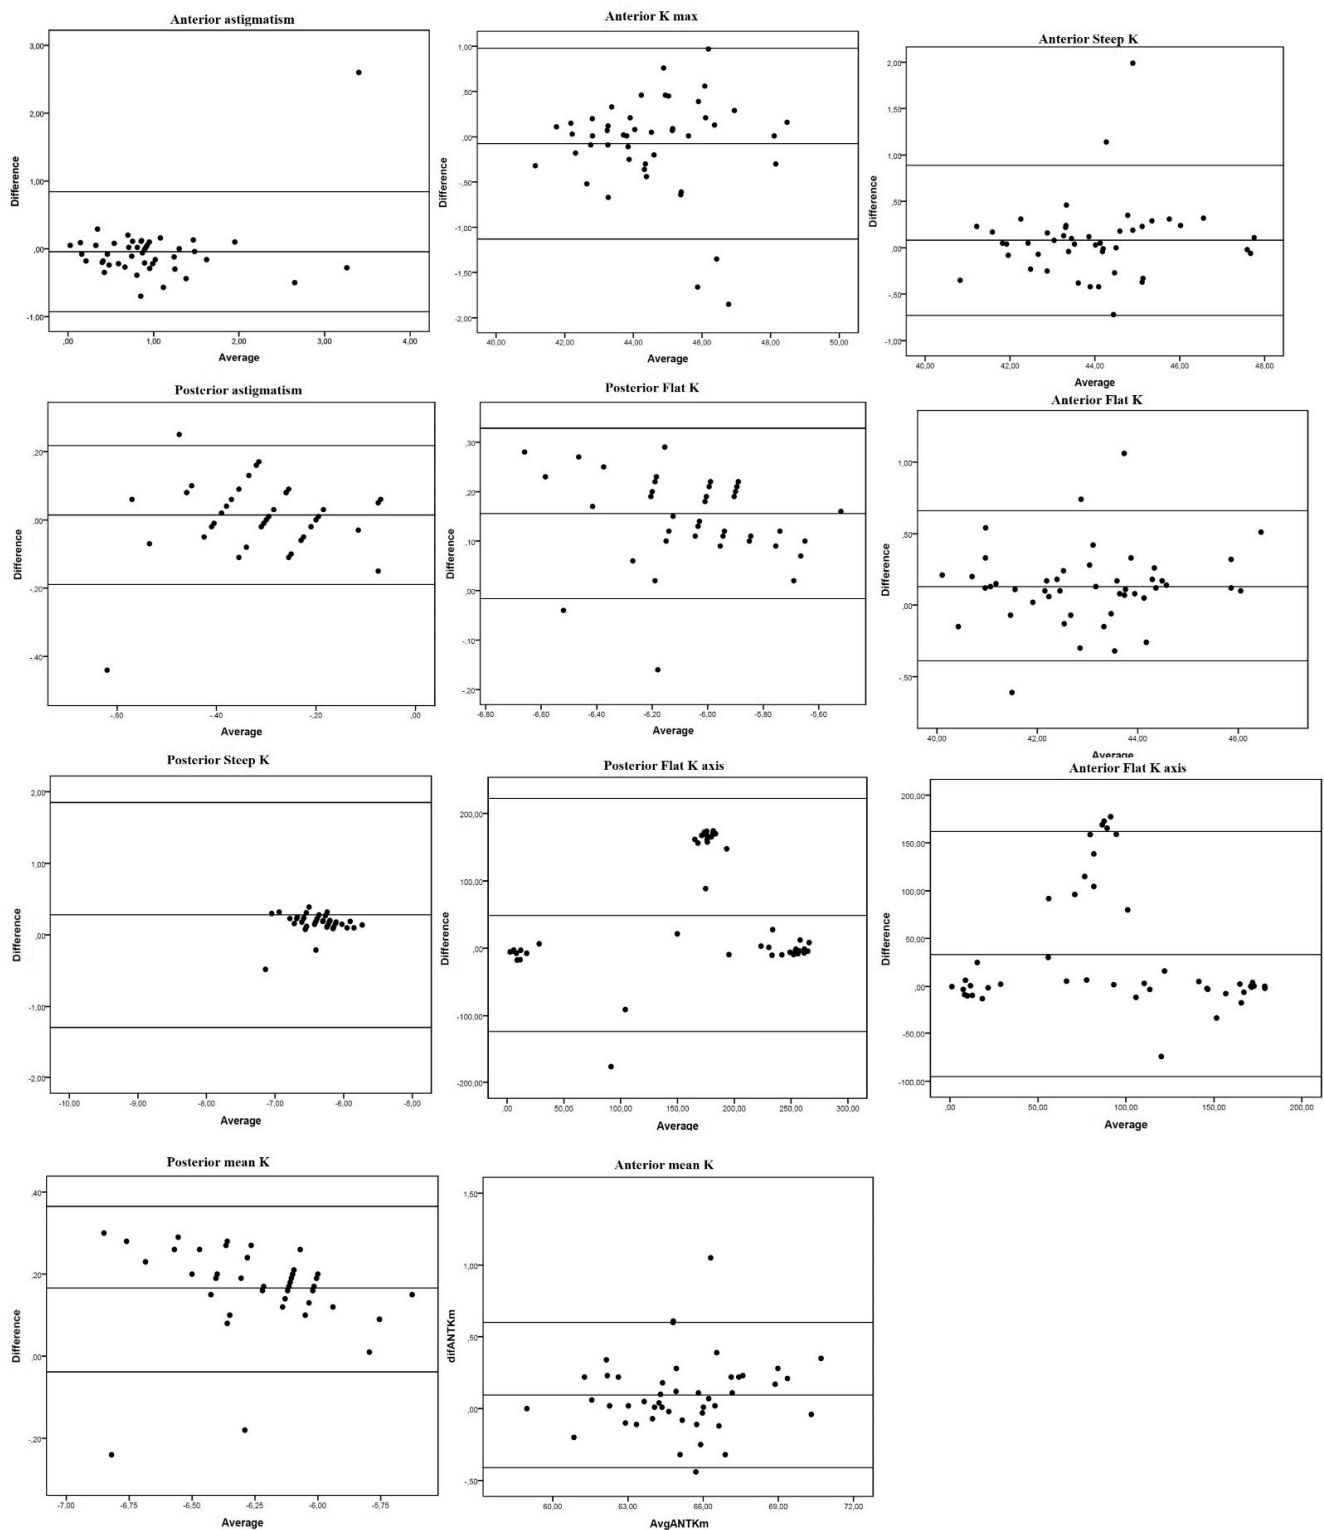 Anterior astigmatism
3,00
2,00
1,00
,00
-1,00
Difference
,00 1,00 2,00 3,00 4,00
Average
Anterior K max
1,00
,50
,00
-,50
-1,00
-1,50
-2,00
Difference
40,00 42,00 44,00 46,00 48,00 50,00
Average
Anterior Steep K
2,00
1,50
1,00
,50
,00
-,50
-1,00
Difference
40,00 42,00 44,00 46,00 48,00
Average
Posterior astigmatism
,20
,00
-,20
-,40
Difference
-,60 -,40 -,20 ,00
Average
Posterior Flat K
,30
,20
,10
,00
-,10
-,20
Difference
-6,80 -6,60 -6,40 -6,20 -6,00 -5,80 -5,60
Average
Anterior Flat K
1,00
,50
,00
-,50
Difference
40,00 42,00 44,00 46,00
Average
Posterior Steep K
2,00
1,00
,00
-1,00
-2,00
Difference
-10,00 -9,00 -8,00 -7,00 -6,00 -5,00
Average
Posterior Flat K axis
200,00
100,00
,00
-100,00
-200,00
Difference
,00 50,00 100,00 150,00 200,00 250,00 300,00
Average
Anterior Flat K axis
200,00
150,00
100,00
50,00
,00
-50,00
-100,00
Difference
,00 50,00 100,00 150,00 200,00
Average
Posterior mean K
,40
,20
,00
-,20
Difference
-7,00 -6,75 -6,50 -6,25 -6,00 -5,75
Average
Anterior mean K
1,50
1,00
,50
,00
-,50
difANTKm
60,00 63,00 66,00 69,00 72,00
AvgANTKm